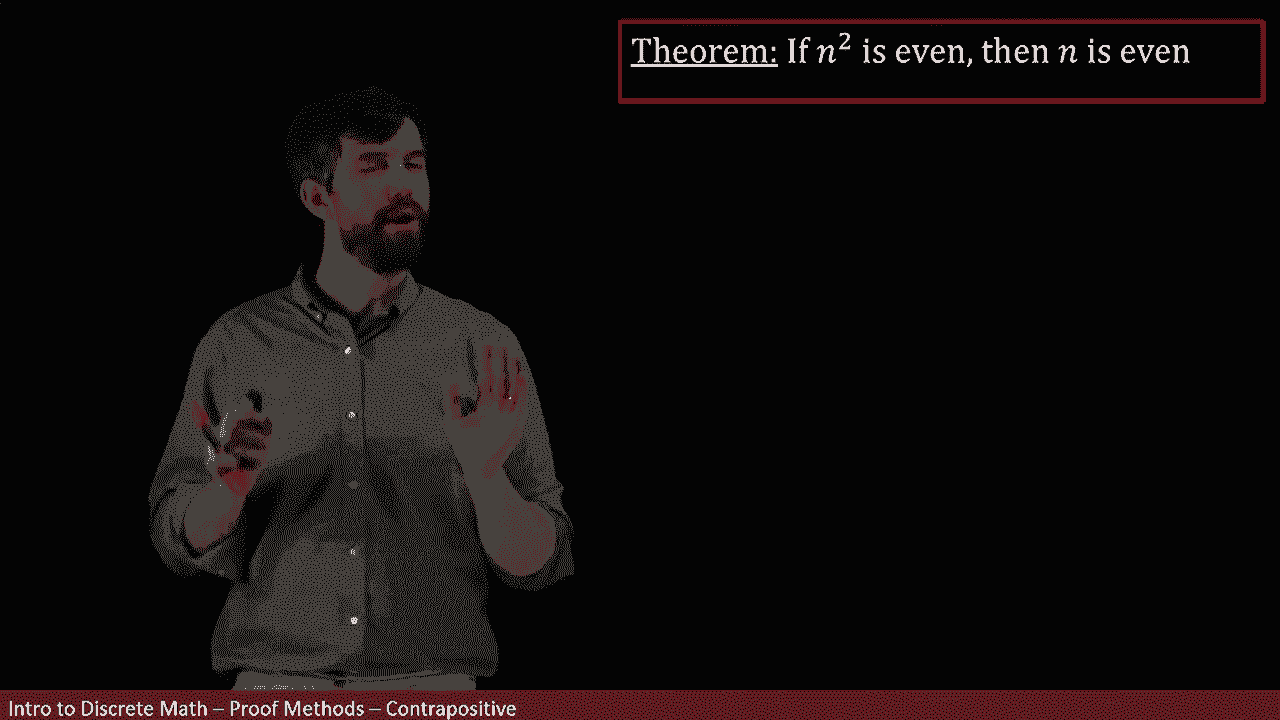 Theorem: If n² is even, then n is even
Intro to Discrete Math – Proof Methods – Contrapositive